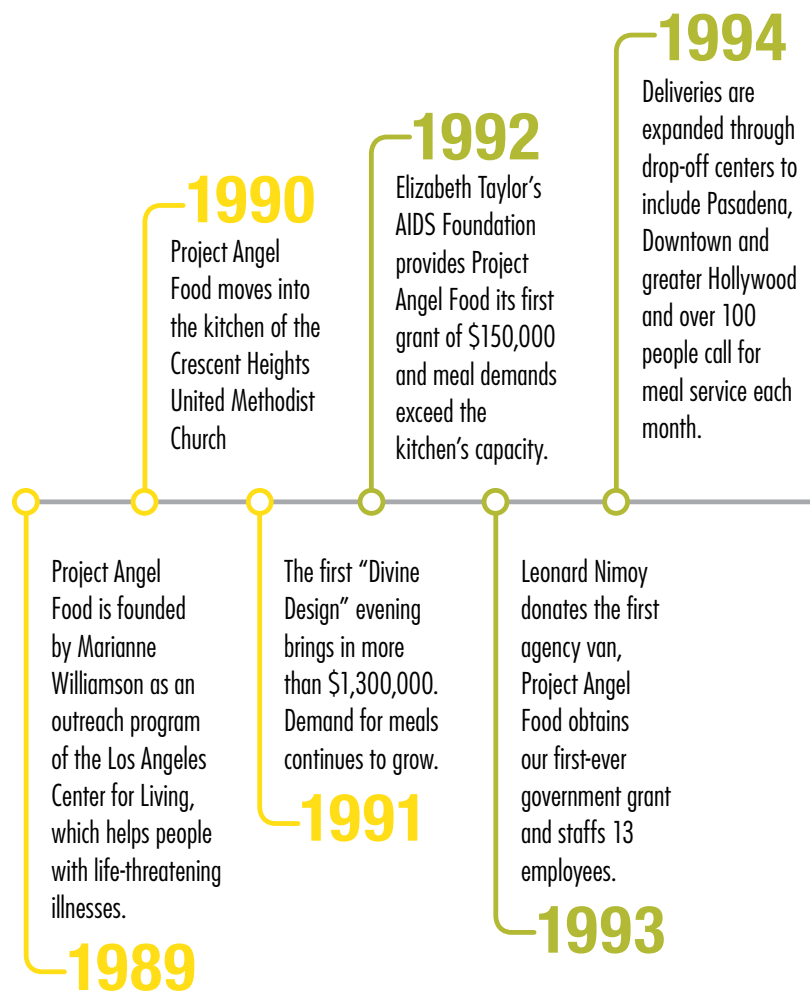 1989
Project Angel
Food is founded
by Marianne
Williamson as an
outreach program
of the Los Angeles
Center for Living,
which helps people
with life-threatening
illnesses.
1990
Project Angel
Food moves into
the kitchen of the
Crescent Heights
United Methodist
Church
1991
The first “Divine
Design” evening
brings in more
than $1,300,000.
Demand for meals
continues to grow.
1992
Elizabeth Taylor’s
AIDS Foundation
provides Project
Angel Food its first
grant of $150,000
and meal demands
exceed the
kitchen’s capacity.
1993
Leonard Nimoy
donates the first
agency van,
Project Angel
Food obtains
our first-ever
government grant
and staffs 13
employees.
1994
Deliveries are
expanded through
drop-off centers to
include Pasadena,
Downtown and
greater Hollywood
and over 100
people call for
meal service each
month.